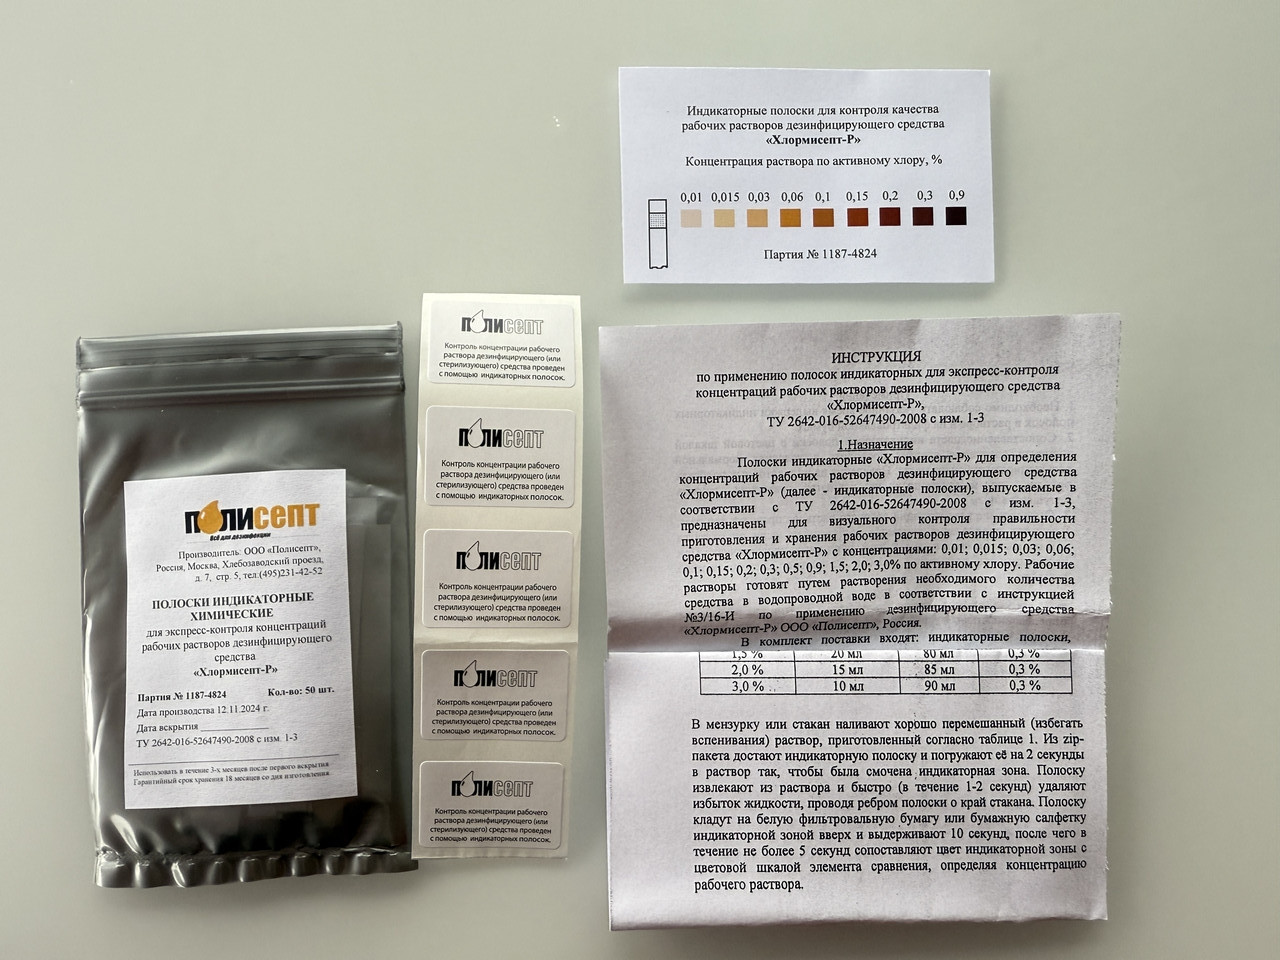 Индикаторные полоски для контроля качества
рабочих растворов дезинфицирующего средства
«Хлормисепт-Р»
Концентрация раствора по активному хлору, %
0,01 0,015 0,03 0,06 0,1 0,15 0,2 0,3 0,9
Партия № 1187-4824
ПОЛИСЕПТ
Всё для дезинфекции
Производитель: ООО «Полисепт»,
Россия, Москва, Хлебозаводский проезд,
д. 7, стр. 5, тел.(495)231-42-52
ПОЛОСКИ ИНДИКАТОРНЫЕ
ХИМИЧЕСКИЕ
для экспресс-контроля концентраций
рабочих растворов дезинфицирующего
средства
«Хлормисепт-Р»
Партия № 1187-4824 Кол-во: 50 шт.
Дата производства 12.11.2024 г.
Дата вскрытия
ТУ 2642-016-52647490-2008 с изм. 1-3
Использовать в течение 3-х месяцев после первого вскрытия
Гарантийный срок хранения 18 месяцев со дня изготовления
ПОЛИСЕПТ
Контроль концентрации рабочего
раствора дезинфицирующего (или
стерилизующего) средства проведен
с помощью индикаторных полосок.
ПОЛИСЕПТ
Контроль концентрации рабочего
раствора дезинфицирующего (или
стерилизующего) средства проведен
с помощью индикаторных полосок.
ПОЛИСЕПТ
Контроль концентрации рабочего
раствора дезинфицирующего (или
стерилизующего) средства проведен
с помощью индикаторных полосок.
ПОЛИСЕПТ
Контроль концентрации рабочего
раствора дезинфицирующего (или
стерилизующего) средства проведен
с помощью индикаторных полосок.
ПОЛИСЕПТ
Контроль концентрации рабочего
раствора дезинфицирующего (или
стерилизующего) средства проведен
с помощью индикаторных полосок.
ИНСТРУКЦИЯ
по применению полосок индикаторных для экспресс-контроля
концентраций рабочих растворов дезинфицирующего средства
«Хлормисепт-Р»,
ТУ 2642-016-52647490-2008 с изм. 1-3
1.Назначение
Полоски индикаторные «Хлормисепт-Р» для определения
концентраций рабочих растворов дезинфицирующего средства
«Хлормисепт-Р» (далее - индикаторные полоски), выпускаемые в
соответствии с ТУ 2642-016-52647490-2008 с изм. 1-3,
предназначены для визуального контроля правильности
приготовления и хранения рабочих растворов дезинфицирующего
средства «Хлормисепт-Р» с концентрациями: 0,01; 0,015; 0,03; 0,06;
0,1; 0,15; 0,2; 0,3; 0,5; 0,9; 1,5; 2,0; 3,0% по активному хлору. Рабочие
растворы готовят путем растворения необходимого количества
средства в водопроводной воде в соответствии с инструкцией
№3/16-И по применению дезинфицирующего средства
«Хлормисепт-Р» ООО «Полисепт», Россия.
В комплект поставки входят: индикаторные полоски,
1,5 % 20 мл 80 мл 0,3 %
2,0 % 15 мл 85 мл 0,3 %
3,0 % 10 мл 90 мл 0,3 %
В мензурку или стакан наливают хорошо перемешанный (избегать
вспенивания) раствор, приготовленный согласно таблице 1. Из zip-
пакета достают индикаторную полоску и погружают её на 2 секунды
в раствор так, чтобы была смочена индикаторная зона. Полоску
извлекают из раствора и быстро (в течение 1-2 секунд) удаляют
избыток жидкости, проводя ребром полоски о край стакана. Полоску
кладут на белую фильтровальную бумагу или бумажную салфетку
индикаторной зоной вверх и выдерживают 10 секунд, после чего в
течение не более 5 секунд сопоставляют цвет индикаторной зоны с
цветовой шкалой элемента сравнения, определяя концентрацию
рабочего раствора.